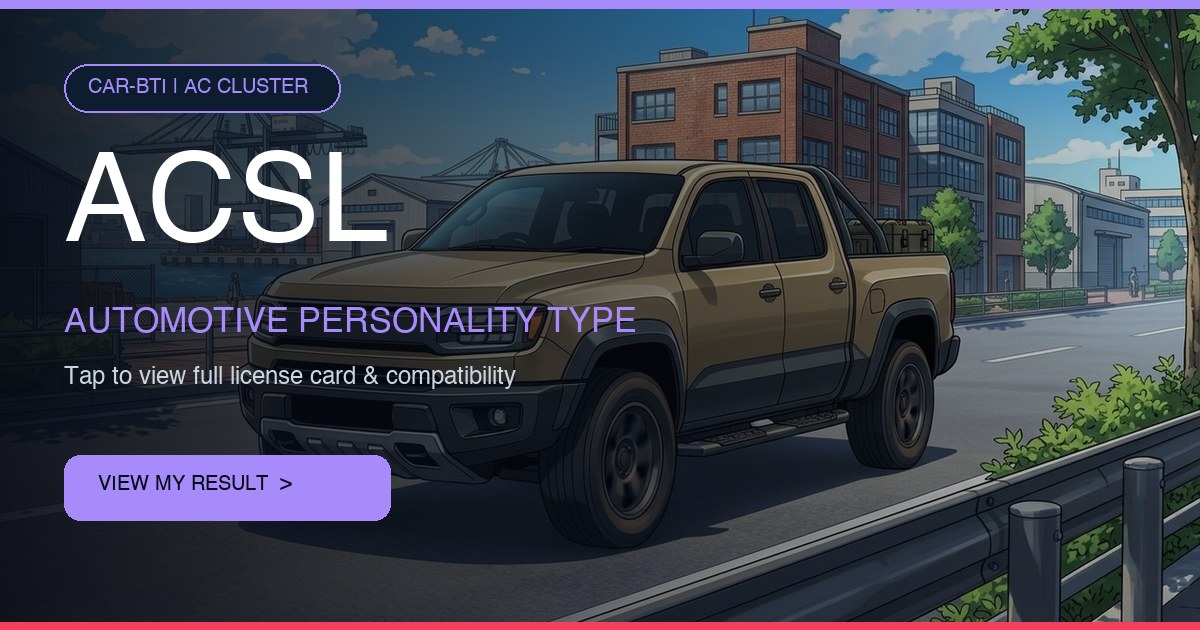 CAR-BTI | AC CLUSTER
ACSL
AUTOMOTIVE PERSONALITY TYPE
Tap to view full license card & compatibility
VIEW MY RESULT >